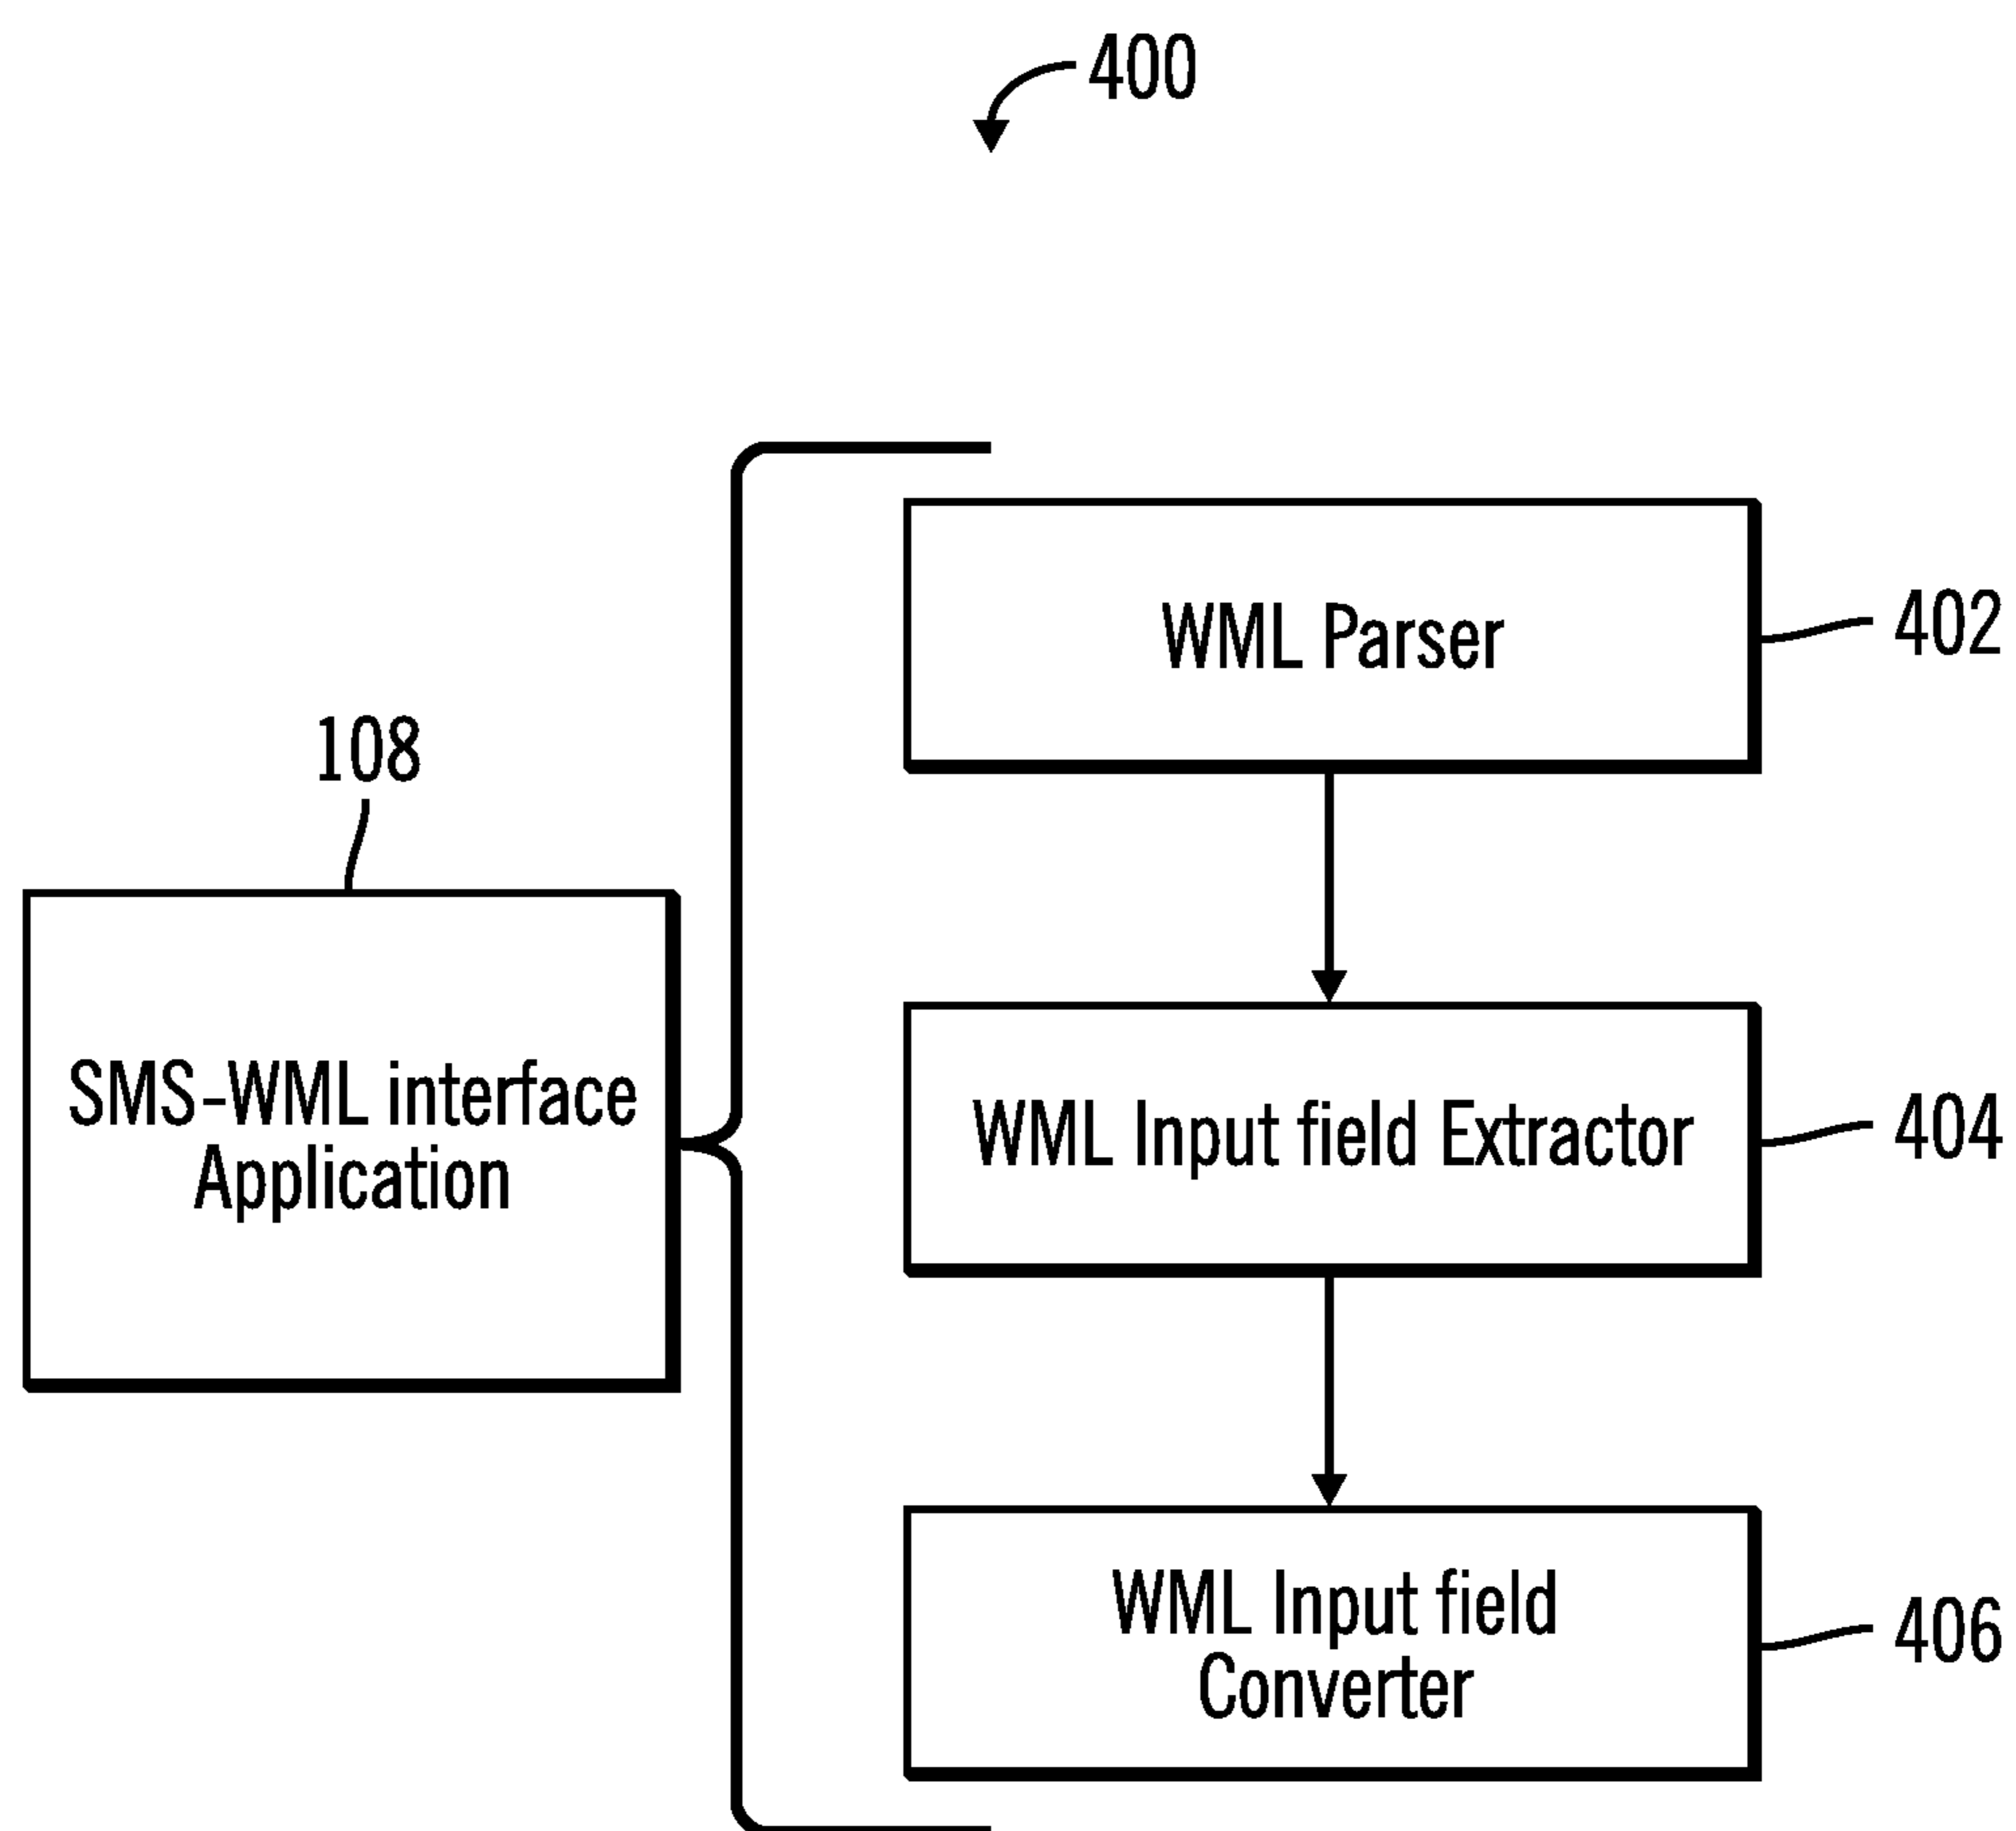 400
WML Parser
402
108
SMS-WML interface
Application
WML Input field Extractor
404
WML Input field
Converter
406